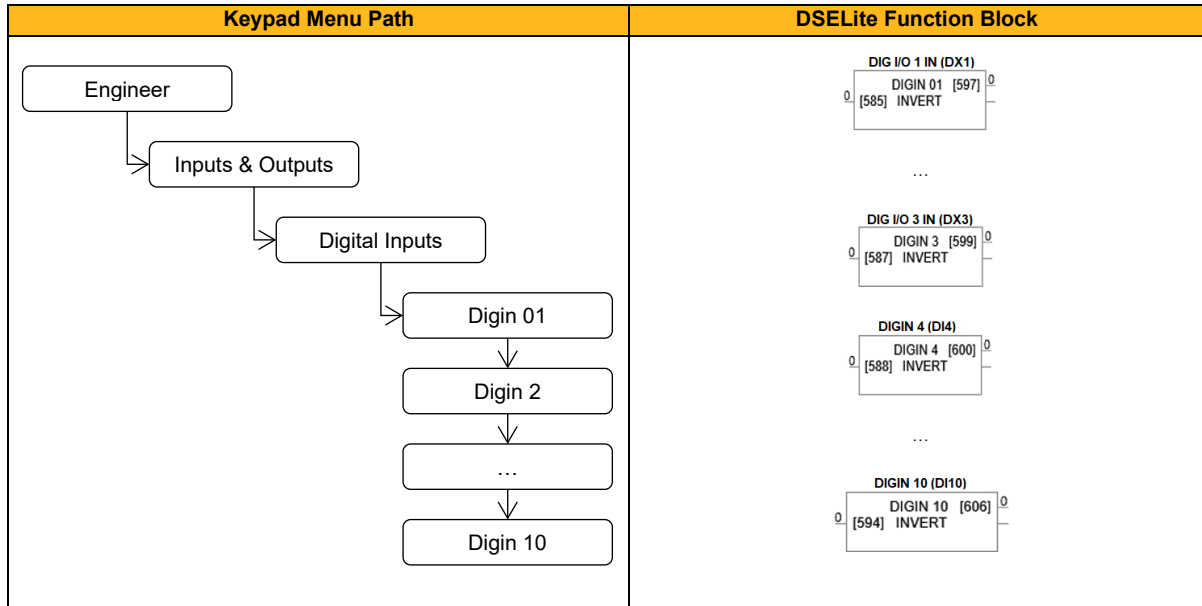 Keypad Menu Path
DSELite Function Block
Engineer
Inputs & Outputs
Digital Inputs
Digin 01
Digin 2
…
Digin 10
DIG I/O 1 IN (DX1)
DIGIN 01 [597] 0
0 [585] INVERT
…
DIG I/O 3 IN (DX3)
DIGIN 3 [599] 0
0 [587] INVERT
DIGIN 4 (DI4)
DIGIN 4 [600] 0
0 [588] INVERT
…
DIGIN 10 (DI10)
DIGIN 10 [606] 0
0 [594] INVERT